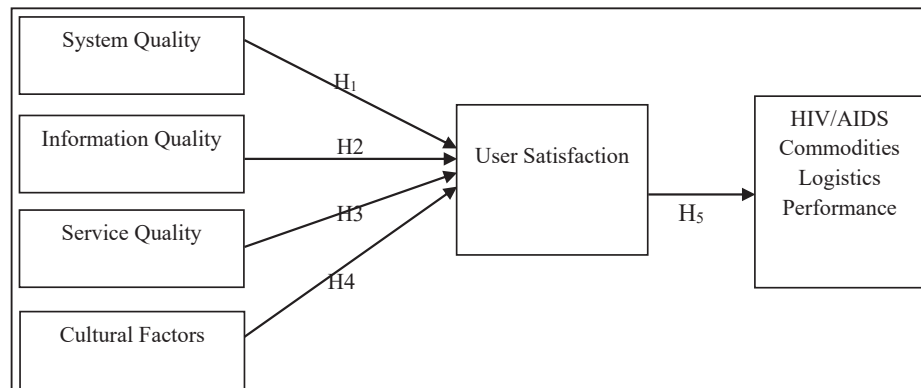 System Quality
H₁
Information Quality
H2
Service Quality
H3
Cultural Factors
H4
User Satisfaction
H₅
HIV/AIDS
Commodities
Logistics
Performance